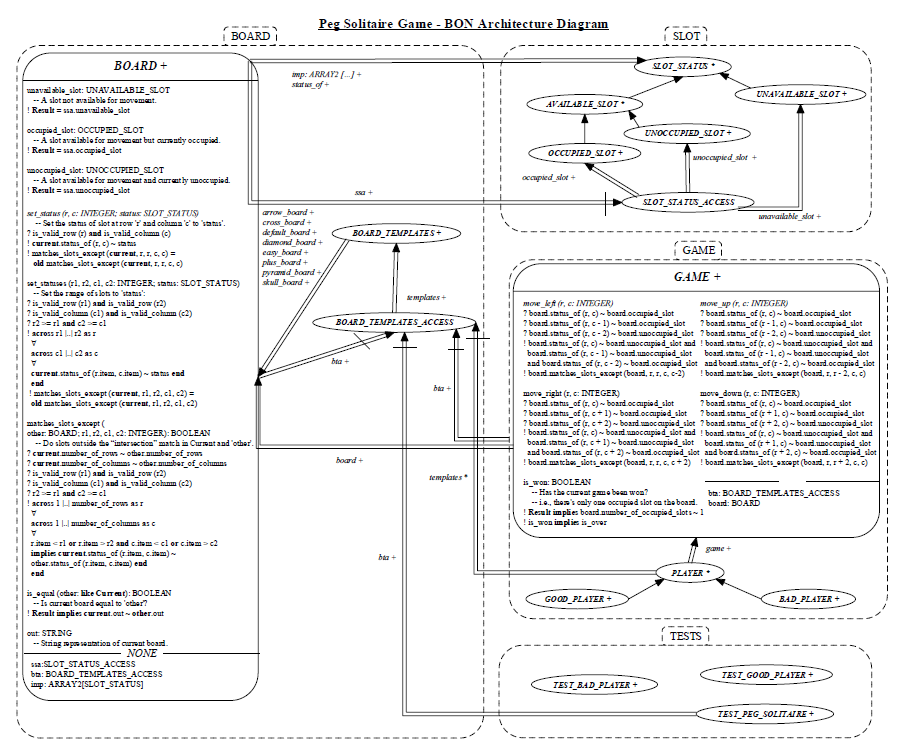 Peg Solitaire Game - BON Architecture Diagram
BOARD
BOARD +
unavailable_slot: UNAVAILABLE_SLOT
-- A slot not available for movement.
! Result = ssa.unavailable_slot
occupied_slot: OCCUPIED_SLOT
-- A slot available for movement but currently occupied.
! Result = ssa.occupied_slot
unoccupied_slot: UNOCCUPIED_SLOT
-- A slot available for movement and currently unoccupied.
! Result = ssa.unoccupied_slot
set_status (r, c: INTEGER; status: SLOT_STATUS)
-- Set the status of slot at row 'r' and column 'c' to 'status'.
? is_valid_row (r) and is_valid_column (c)
! current.status_of (r, c) ~ status
! matches_slots_except (current, r, r, c, c) =
old matches_slots_except (current, r, r, c, c)
set_statuses (r1, r2, c1, c2: INTEGER; status: SLOT_STATUS)
-- Set the range of slots to 'status':
? is_valid_row (r1) and is_valid_row (r2)
? is_valid_column (c1) and is_valid_column (c2)
? r2 >= r1 and c2 >= c1
! across r1 |..| r2 as r
∀
across c1 |..| c2 as c
∀
current.status_of (r.item, c.item) ~ status end
end
! matches_slots_except (current, r1, r2, c1, c2) =
old matches_slots_except (current, r1, r2, c1, c2)
matches_slots_except (
other: BOARD; r1, r2, c1, c2: INTEGER): BOOLEAN
-- Do slots outside the "intersection" match in Current and 'other'.
? current.number_of_rows ~ other.number_of_rows
? current.number_of_columns ~ other.number_of_columns
? is_valid_row (r1) and is_valid_row (r2)
? is_valid_column (c1) and is_valid_column (c2)
? r2 >= r1 and c2 >= c1
! across 1 |..| number_of_rows as r
∀
across 1 |..| number_of_columns as c
∀
r.item < r1 or r.item > r2 and c.item < c1 or c.item > c2
implies current.status_of (r.item, c.item) ~
other.status_of (r.item, c.item) end
end
is_equal (other: like Current): BOOLEAN
-- Is current board equal to 'other?
! Result implies current.out ~ other.out
out: STRING
-- String representation of current board.
NONE
ssa:SLOT_STATUS_ACCESS
bta: BOARD_TEMPLATES_ACCESS
imp: ARRAY2[SLOT_STATUS]
imp: ARRAY2 [...] +
status_of +
ssa +
arrow_board +
cross_board +
default_board +
diamond_board +
easy_board +
plus_board +
pyramid_board +
skull_board +
BOARD_TEMPLATES +
templates +
BOARD_TEMPLATES_ACCESS
bta +
bta +
board +
templates *
bta +
SLOT
SLOT_STATUS *
AVAILABLE_SLOT *
UNAVAILABLE_SLOT +
UNOCCUPIED_SLOT +
OCCUPIED_SLOT +
unoccupied_slot +
occupied_slot +
SLOT_STATUS_ACCESS
unavailable_slot +
GAME
GAME +
move_left (r, c: INTEGER)
? board.status_of (r, c) ~ board.occupied_slot
? board.status_of (r, c - 1) ~ board.occupied_slot
? board.status_of (r, c - 2) ~ board.unoccupied_slot
! board.status_of (r, c) ~ board.unoccupied_slot and
board.status_of (r, c - 1) ~ board.unoccupied_slot
and board.status_of (r, c - 2) ~ board.occupied_slot
! board.matches_slots_except (board, r, r, c, c-2)
move_up (r, c: INTEGER)
? board.status_of (r, c) ~ board.occupied_slot
? board.status_of (r - 1, c) ~ board.occupied_slot
? board.status_of (r - 2, c) ~ board.unoccupied_slot
! board.status_of (r, c) ~ board.unoccupied_slot and
board.status_of (r - 1, c) ~ board.unoccupied_slot
and board.status_of (r - 2, c) ~ board.occupied_slot
! board.matches_slots_except (board, r, r - 2, c, c)
move_right (r, c: INTEGER)
? board.status_of (r, c) ~ board.occupied_slot
? board.status_of (r, c + 1) ~ board.occupied_slot
? board.status_of (r, c + 2) ~ board.unoccupied_slot
! board.status_of (r, c) ~ board.unoccupied_slot and
board.status_of (r, c + 1) ~ board.unoccupied_slot
and board.status_of (r, c + 2) ~ board.occupied_slot
! board.matches_slots_except (board, r, r, c, c + 2)
move_down (r, c: INTEGER)
? board.status_of (r, c) ~ board.occupied_slot
? board.status_of (r + 1, c) ~ board.occupied_slot
? board.status_of (r + 2, c) ~ board.unoccupied_slot
! board.status_of (r, c) ~ board.unoccupied_slot and
! board.status_of (r + 1, c) ~ board.unoccupied_slot
and board.status_of (r + 2, c) ~ board.occupied_slot
! board.matches_slots_except (board, r, r + 2, c, c)
is_won: BOOLEAN
-- Has the current game been won?
-- i.e., there's only one occupied slot on the board.
! Result implies board.number_of_occupied_slots ~ 1
! is_won implies is_over
bta: BOARD_TEMPLATES_ACCESS
board: BOARD
game +
PLAYER *
GOOD_PLAYER +
BAD_PLAYER +
TESTS
TEST_BAD_PLAYER +
TEST_GOOD_PLAYER +
TEST_PEG_SOLITAIRE +